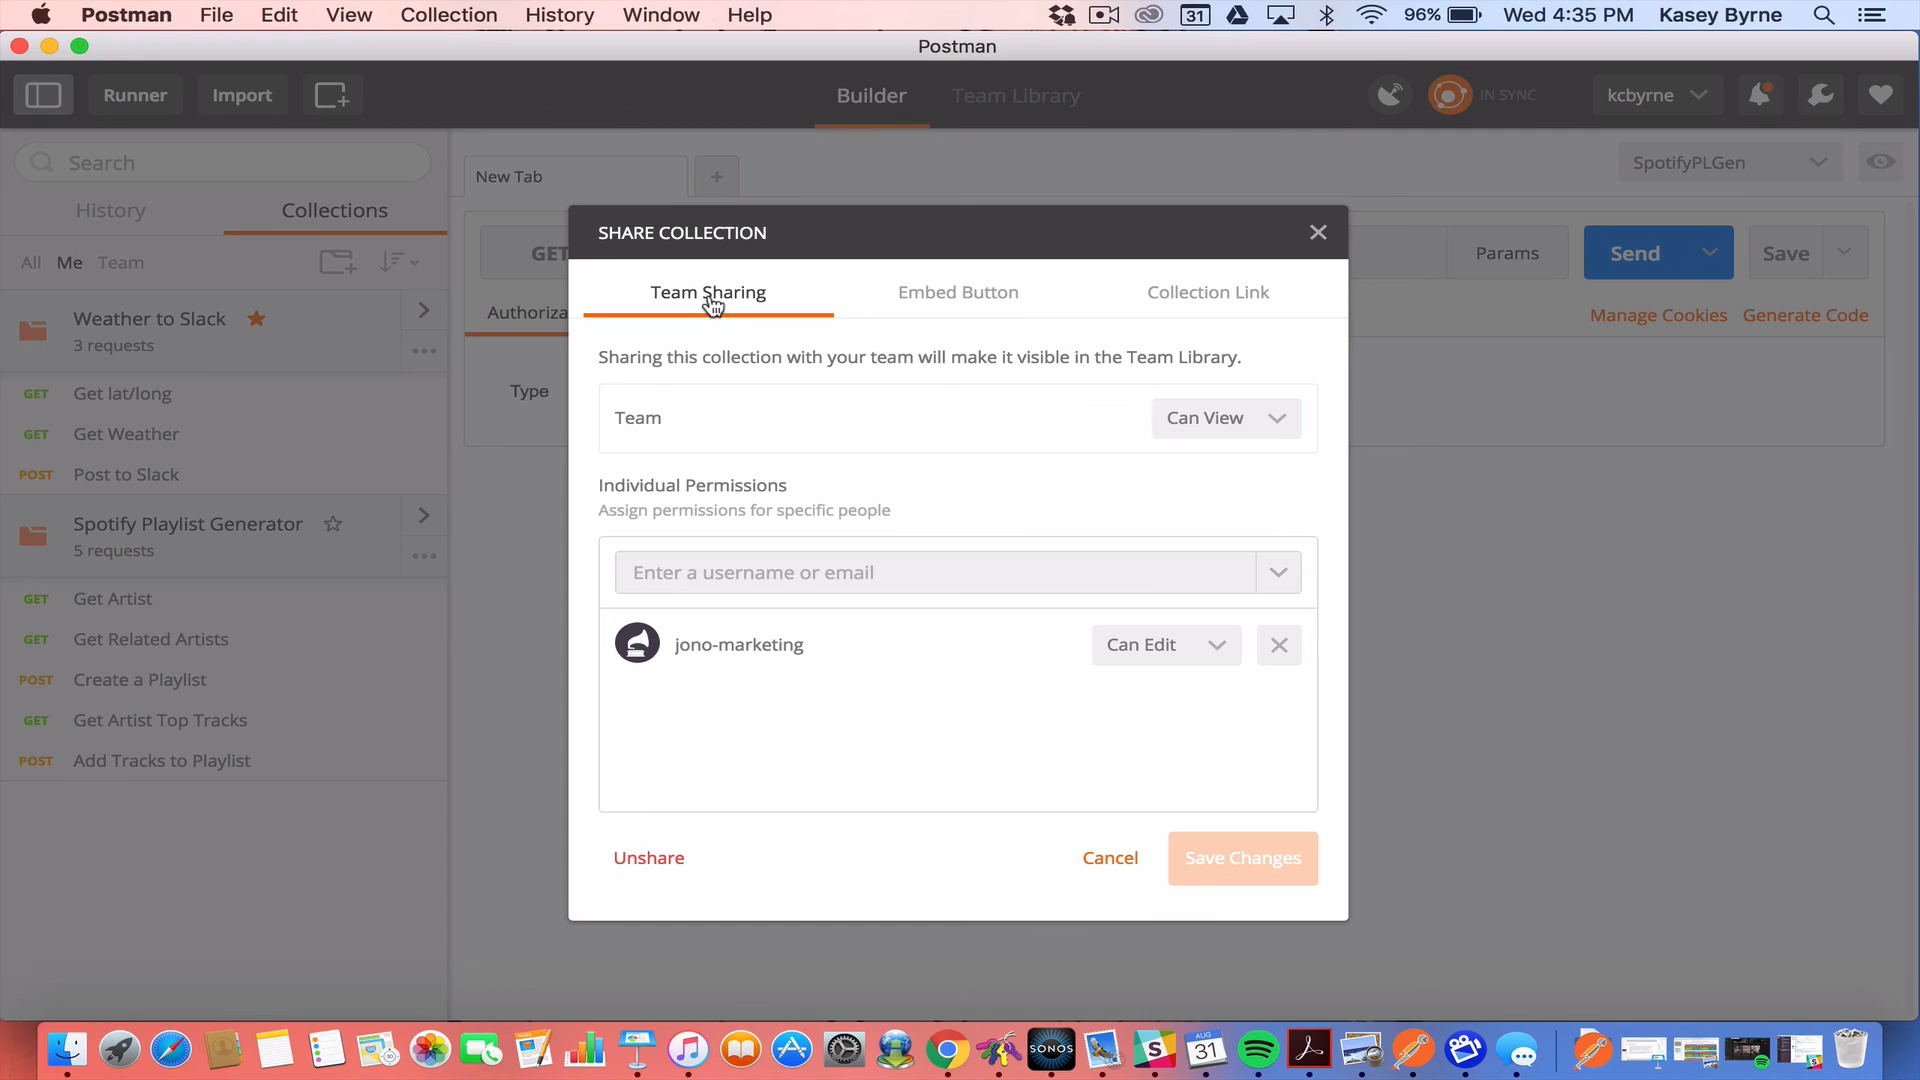 Postman File Edit View Collection History Window Help 31 96% Wed 4:35 PM Kasey Byrne
Postman
Runner Import Builder Team Library IN SYNC kcbyrne
Search
New Tab + SpotifyPLGen
History Collections
All Me Team
GET Params Send Save
Weather to Slack
3 requests
Authoriza Manage Cookies Generate Code
Type
GET Get lat/long
GET Get Weather
POST Post to Slack
Spotify Playlist Generator
5 requests
GET Get Artist
GET Get Related Artists
POST Create a Playlist
GET Get Artist Top Tracks
POST Add Tracks to Playlist
SHARE COLLECTION
Team Sharing Embed Button Collection Link
Sharing this collection with your team will make it visible in the Team Library.
Team Can View
Individual Permissions
Assign permissions for specific people
Enter a username or email
jono-marketing Can Edit
Unshare Cancel Save Changes
SONOS AUG 31